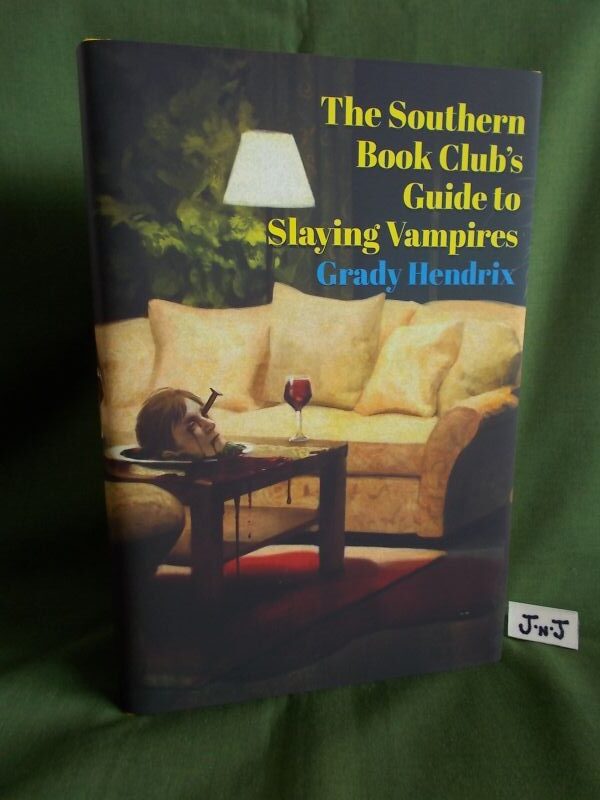 The Southern
Book Club's
Guide to
Slaying Vampires
Grady Hendrix
J·N·J